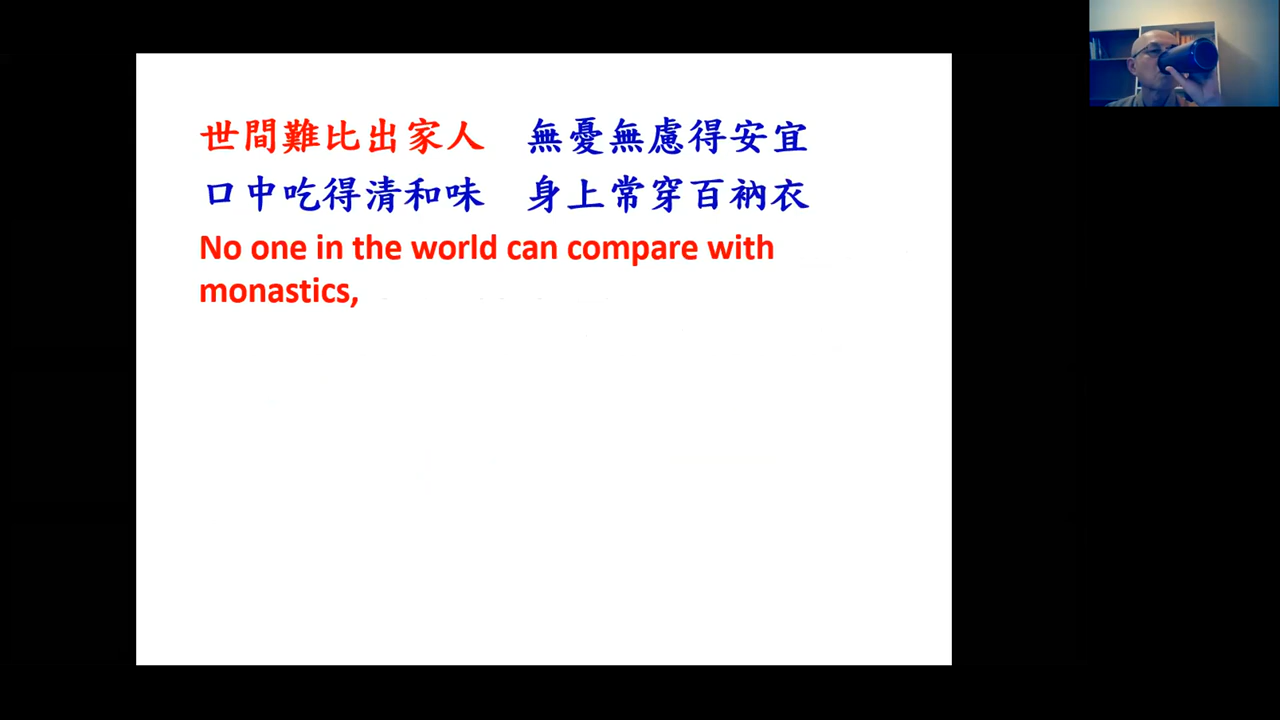 世間難比出家人 無憂無慮得安宜
口中吃得清和味 身上常穿百衲衣
No one in the world can compare with
monastics,